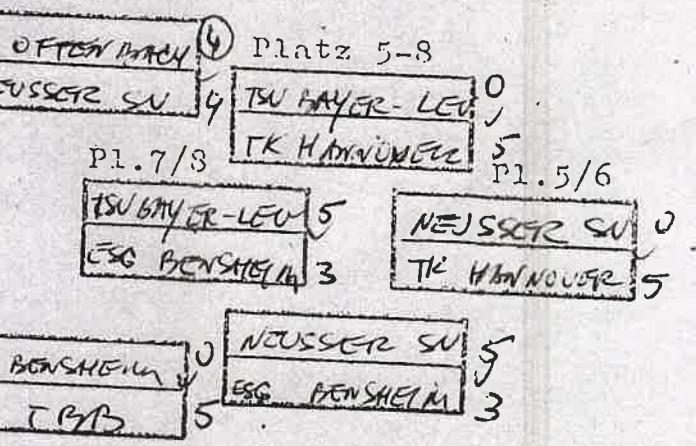 OFFENBACH 4
NEUSSER SV 4
Platz 5-8
TSV BAYER-LEV 0
TK HANNOVER 5
Pl.7/8
TSV BAY ER-LEV 5
ESG BENSHEIM 3
Pl.5/6
NEUSSER SV 0
TK HANNOVER 5
BENSHEIM 0
TBB 5
NEUSSER SV 5
ESG BENSHEIM 3